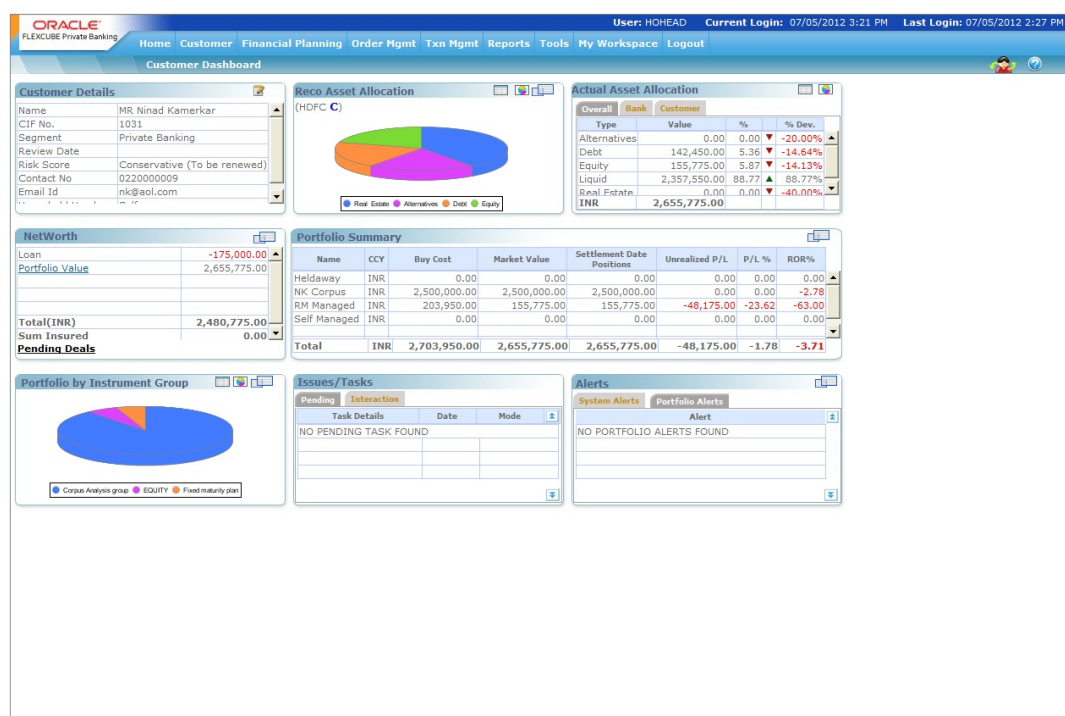 ORACLE
FLEXCUBE Private Banking
User: HOHEAD Current Login: 07/05/2012 3:21 PM Last Login: 07/05/2012 2:27 PM
Home Customer Financial Planning Order Mgmt Txn Mgmt Reports Tools My Workspace Logout
Customer Dashboard
Customer Details
Name MR Ninad Kamerkar
CIF No. 1031
Segment Private Banking
Review Date
Risk Score Conservative (To be renewed)
Contact No 0220000009
Email Id nk@aol.com
Reco Asset Allocation
(HDFC C)
Real Estate Alternatives Debt Equity
Actual Asset Allocation
Overall Bank Customer
Type Value % % Dev.
Alternatives 0.00 0.00 -20.00%
Debt 142,450.00 5.36 -14.64%
Equity 155,775.00 5.87 -14.13%
Liquid 2,357,550.00 88.77 88.77%
Real Estate 0.00 0.00 -40.00%
INR 2,655,775.00
NetWorth
Loan -175,000.00
Portfolio Value 2,655,775.00
Total(INR) 2,480,775.00
Sum Insured 0.00
Pending Deals
Portfolio Summary
Name CCY Buy Cost Market Value Settlement Date Positions Unrealized P/L P/L % ROR%
Heldaway INR 0.00 0.00 0.00 0.00 0.00 0.00
NK Corpus INR 2,500,000.00 2,500,000.00 2,500,000.00 0.00 0.00 -2.78
RM Managed INR 203,950.00 155,775.00 155,775.00 -48,175.00 -23.62 -63.00
Self Managed INR 0.00 0.00 0.00 0.00 0.00 0.00
Total INR 2,703,950.00 2,655,775.00 2,655,775.00 -48,175.00 -1.78 -3.71
Portfolio by Instrument Group
Corpus Analysis group EQUITY Fixed maturity plan
Issues/Tasks
Pending Interaction
Task Details Date Mode
NO PENDING TASK FOUND
Alerts
System Alerts Portfolio Alerts
Alert
NO PORTFOLIO ALERTS FOUND